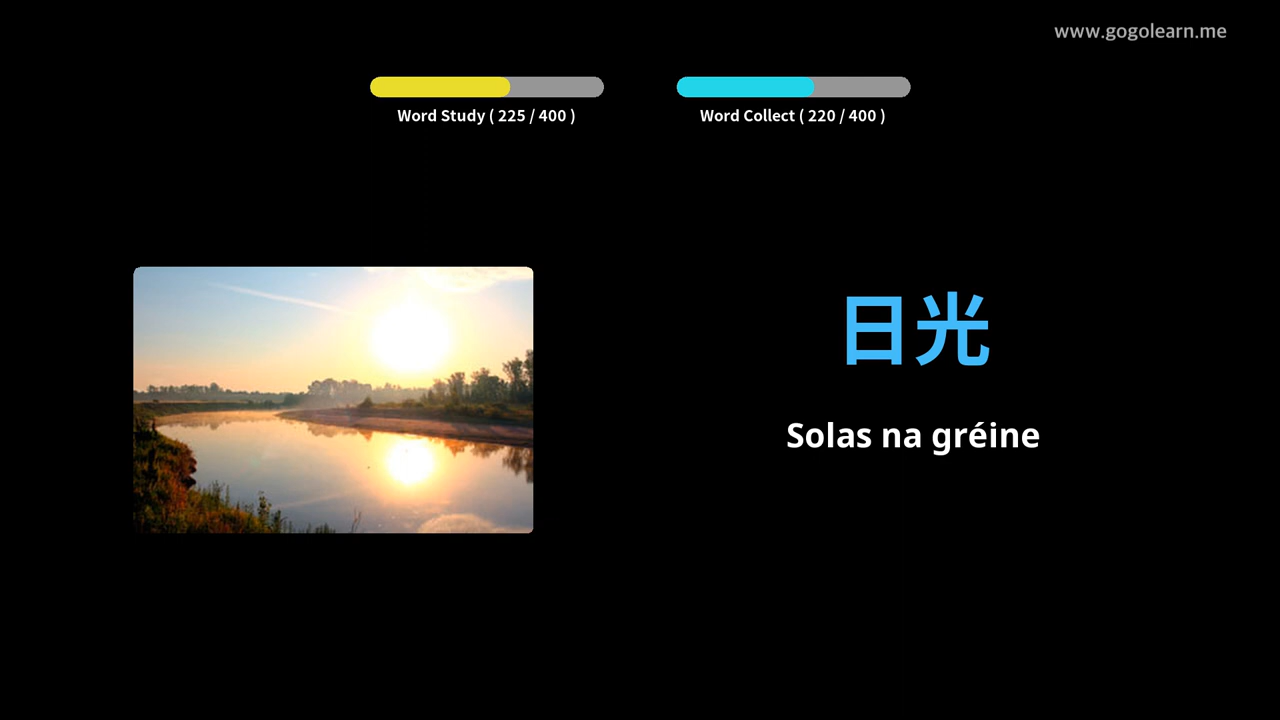 www.gogolearn.me
Word Study ( 225 / 400 )
Word Collect ( 220 / 400 )
日光
Solas na gréine